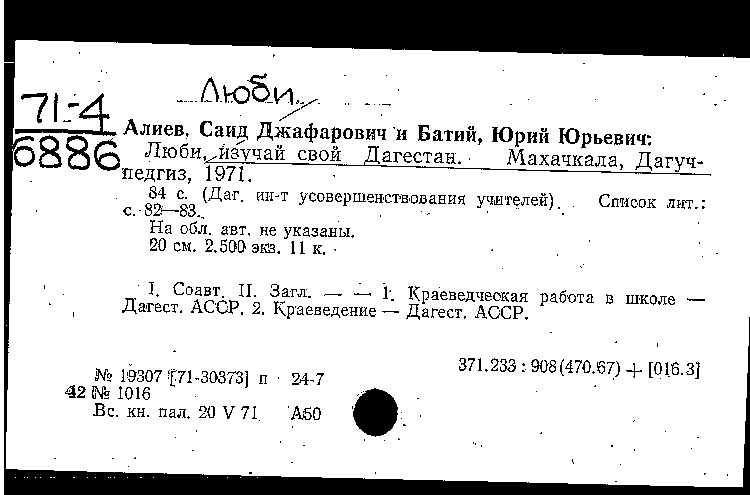 Люби,
71-4
6886
Алиев, Саид Джафарович и Батий, Юрий Юрьевич:
Люби, изучай свой Дагестан. Махачкала, Дагуч-
педгиз, 1971.
84 с. (Даг. ин-т усовершенствования учителей). Список лит.:
с. 82—83.
На обл. авт. не указаны.
20 см. 2.500 экз. 11 к.
I. Соавт. II. Загл. — — 1. Краеведческая работа в школе —
Дагест. АССР. 2. Краеведение — Дагест. АССР.
371.233 : 908(470.67) + [016.3]
№ 19307 [71-30373] п 24-7
42 № 1016
Вс. кн. пал. 20 V 71 А50